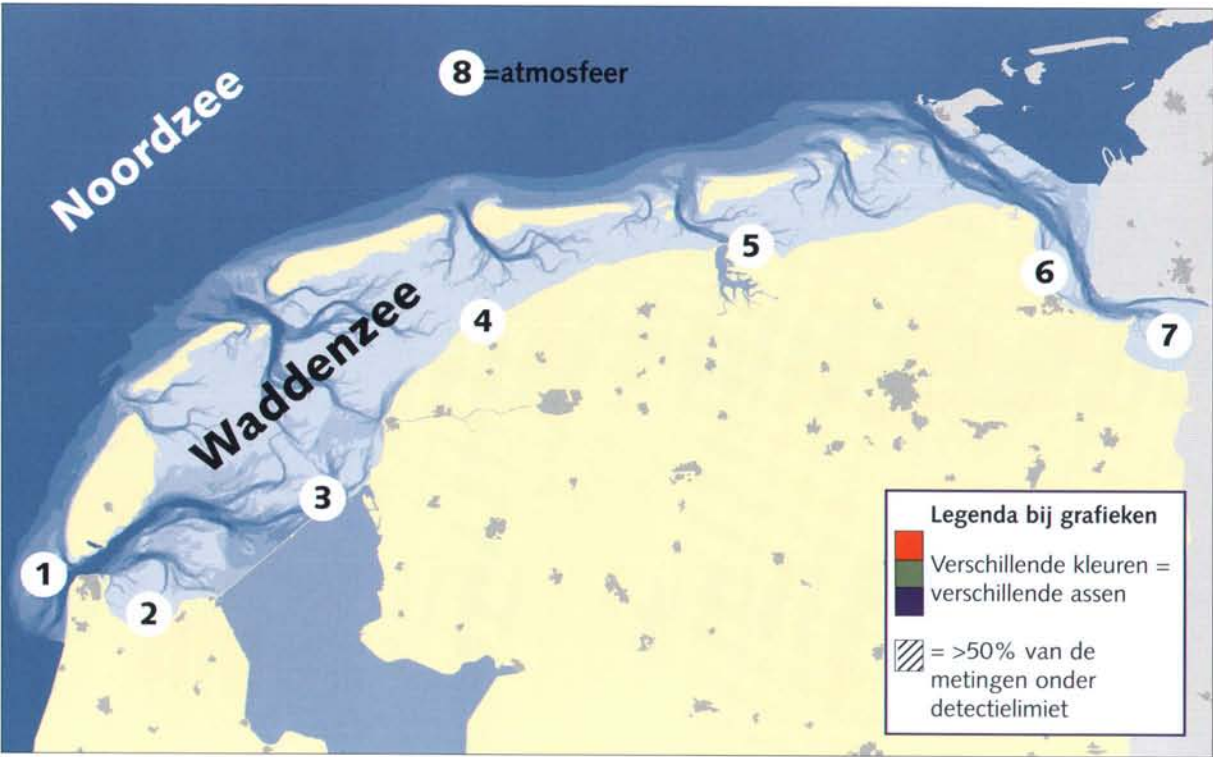 8 =atmosfeer
Noordzee
5
6
4
7
Waddenzee
3
1
2
Legenda bij grafieken
Verschillende kleuren =
verschillende assen
= >50% van de
metingen onder
detectielimiet